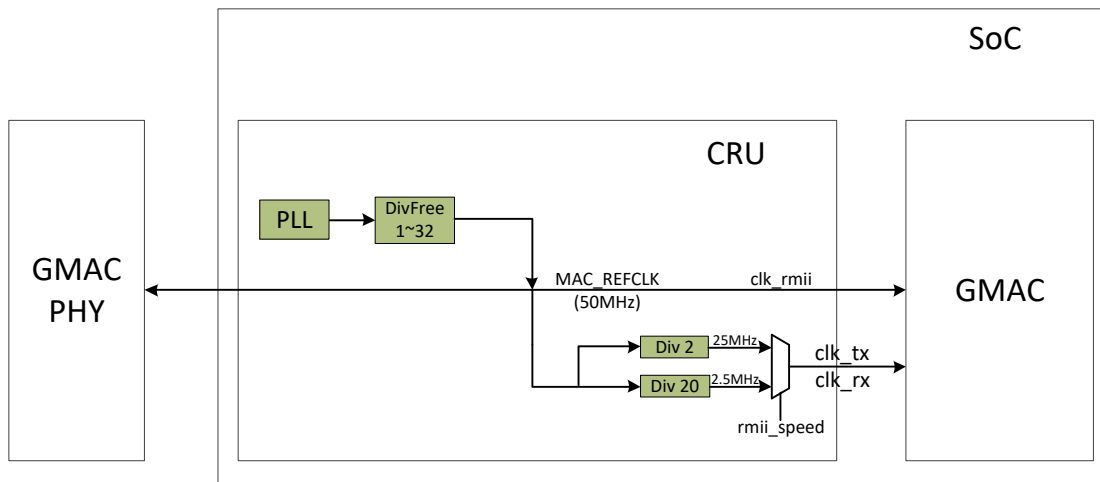 SoC
CRU
PLL
DivFree
1~32
GMAC
PHY
MAC_REFCLK
(50MHz)
clk_rmii
GMAC
Div 2
25MHz
clk_tx
Div 20
2.5MHz
clk_rx
rmii_speed